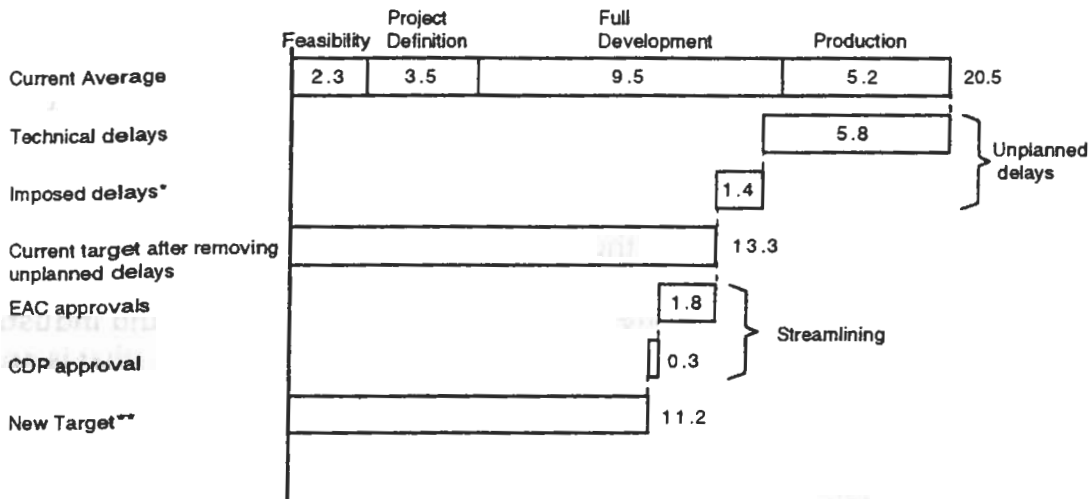 Project Full
Feasibility Definition Development Production
Current Average 2.3 3.5 9.5 5.2 20.5
Technical delays 5.8
Unplanned
delays
Imposed delays* 1.4
Current target after removing 13.3
unplanned delays
EAC approvals 1.8
Streamlining
CDP approval 0.3
New Target** 11.2